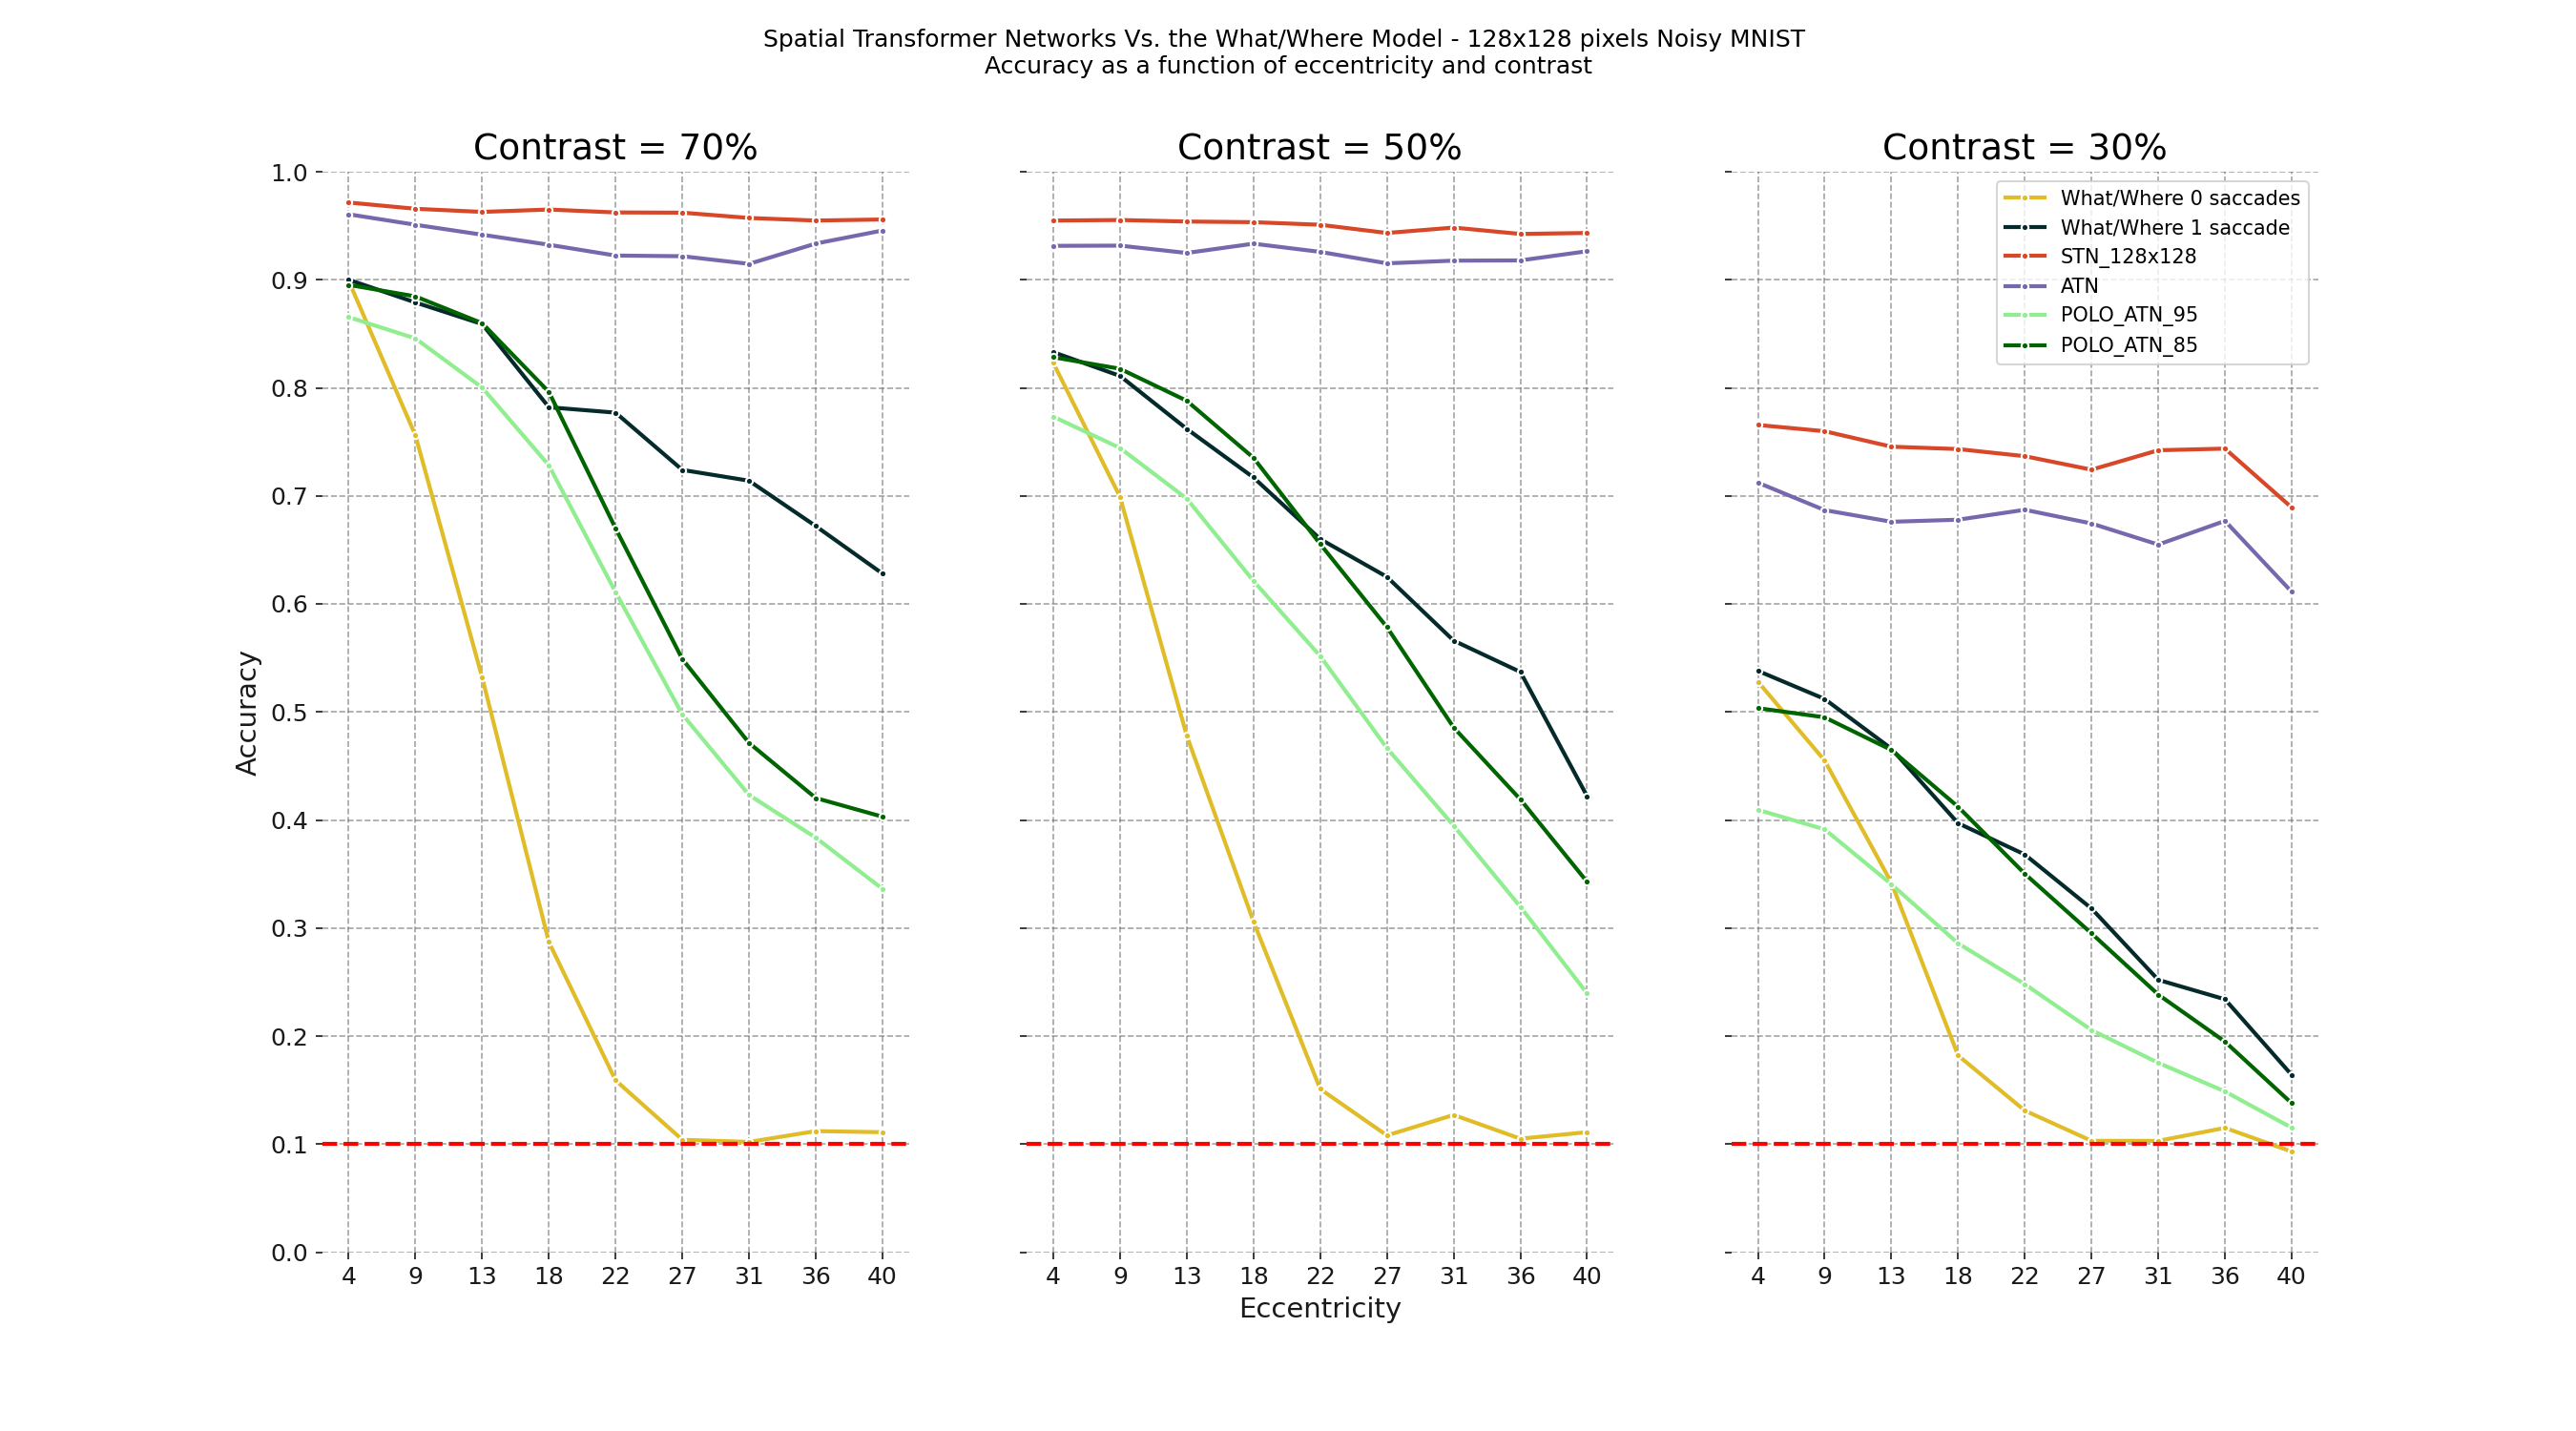 Spatial Transformer Networks Vs. the What/Where Model - 128x128 pixels Noisy MNIST
Accuracy as a function of eccentricity and contrast
Contrast = 70%
Contrast = 50%
Contrast = 30%
1.0
0.9
0.8
0.7
0.6
0.5
0.4
0.3
0.2
0.1
0.0
Accuracy
What/Where 0 saccades
What/Where 1 saccade
STN_128x128
ATN
POLO_ATN_95
POLO_ATN_85
4 9 13 18 22 27 31 36 40
4 9 13 18 22 27 31 36 40
4 9 13 18 22 27 31 36 40
Eccentricity